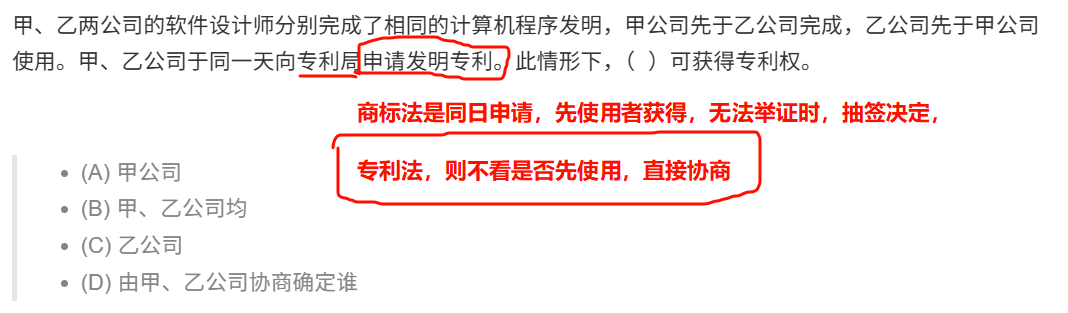 甲、乙两公司的软件设计师分别完成了相同的计算机程序发明，甲公司先于乙公司完成，乙公司先于甲公司
使用。甲、乙公司于同一天向专利局申请发明专利。此情形下，（  ）可获得专利权。
商标法是同日申请，先使用者获得，无法举证时，抽签决定，
专利法，则不看是否先使用，直接协商
• (A) 甲公司
• (B) 甲、乙公司均
• (C) 乙公司
• (D) 由甲、乙公司协商确定谁